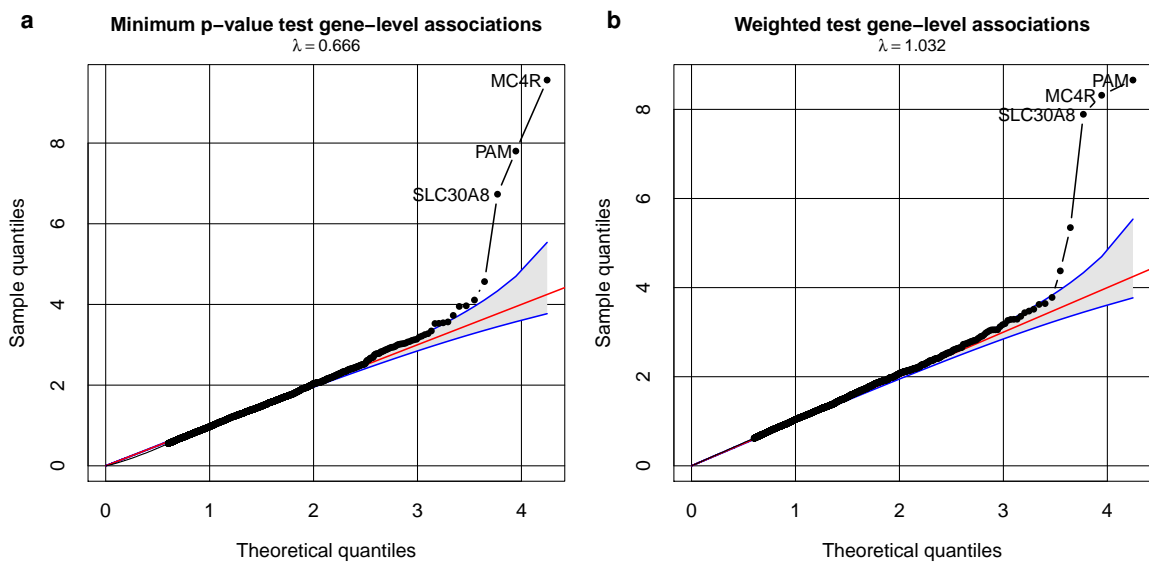 a
Minimum p−value test gene−level associations
λ = 0.666
MC4R
PAM
SLC30A8
0
2
4
6
8
0
1
2
3
4
Sample quantiles
Theoretical quantiles
b
Weighted test gene−level associations
λ = 1.032
PAM
MC4R
SLC30A8
0
2
4
6
8
0
1
2
3
4
Sample quantiles
Theoretical quantiles